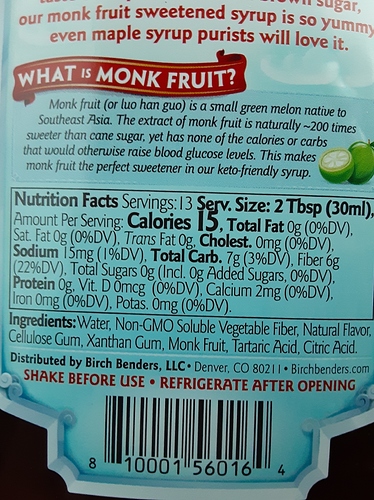 sugar,
our monk fruit sweetened syrup is so yummy
even maple syrup purists will love it.
WHAT IS MONK FRUIT?
Monk fruit (or luo han guo) is a small green melon native to
Southeast Asia. The extract of monk fruit is naturally ~200 times
sweeter than cane sugar, yet has none of the calories or carbs
that would otherwise raise blood glucose levels. This makes
monk fruit the perfect sweetener in our keto-friendly syrup.
Nutrition Facts Servings: 13 Serv. Size: 2 Tbsp (30ml),
Amount Per Serving: Calories 15, Total Fat 0g (0%DV),
Sat. Fat 0g (0%DV), Trans Fat 0g, Cholest. 0mg (0%DV),
Sodium 15mg (1%DV), Total Carb. 7g (3%DV), Fiber 6g
(22%DV), Total Sugars 0g (Incl. 0g Added Sugars, 0%DV),
Protein 0g, Vit. D 0mcg (0%DV), Calcium 2mg (0%DV),
Iron 0mg (0%DV), Potas. 0mg (0%DV).
Ingredients: Water, Non-GMO Soluble Vegetable Fiber, Natural Flavor,
Cellulose Gum, Xanthan Gum, Monk Fruit, Tartaric Acid, Citric Acid.
Distributed by Birch Benders, LLC • Denver, CO 80211 • Birchbenders.com
SHAKE BEFORE USE • REFRIGERATE AFTER OPENING
8 10001 56016 4